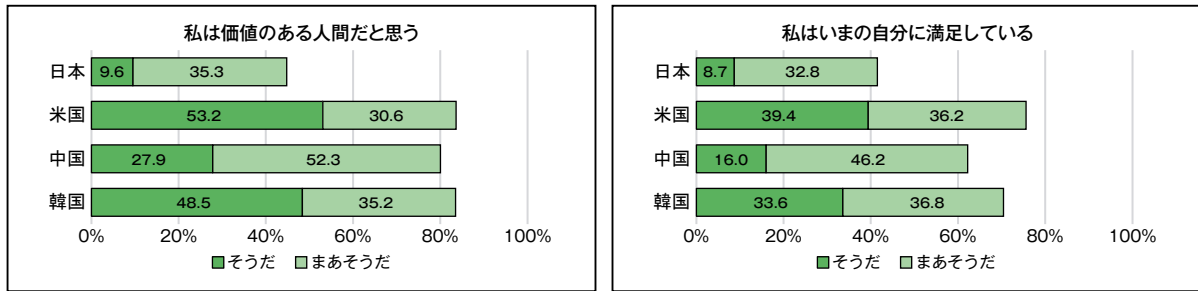 私は価値のある人間だと思う
日本 9.6 35.3
米国 53.2 30.6
中国 27.9 52.3
韓国 48.5 35.2
0% 20% 40% 60% 80% 100%
そうだ まあそうだ
私はいまの自分に満足している
日本 8.7 32.8
米国 39.4 36.2
中国 16.0 46.2
韓国 33.6 36.8
0% 20% 40% 60% 80% 100%
そうだ まあそうだ